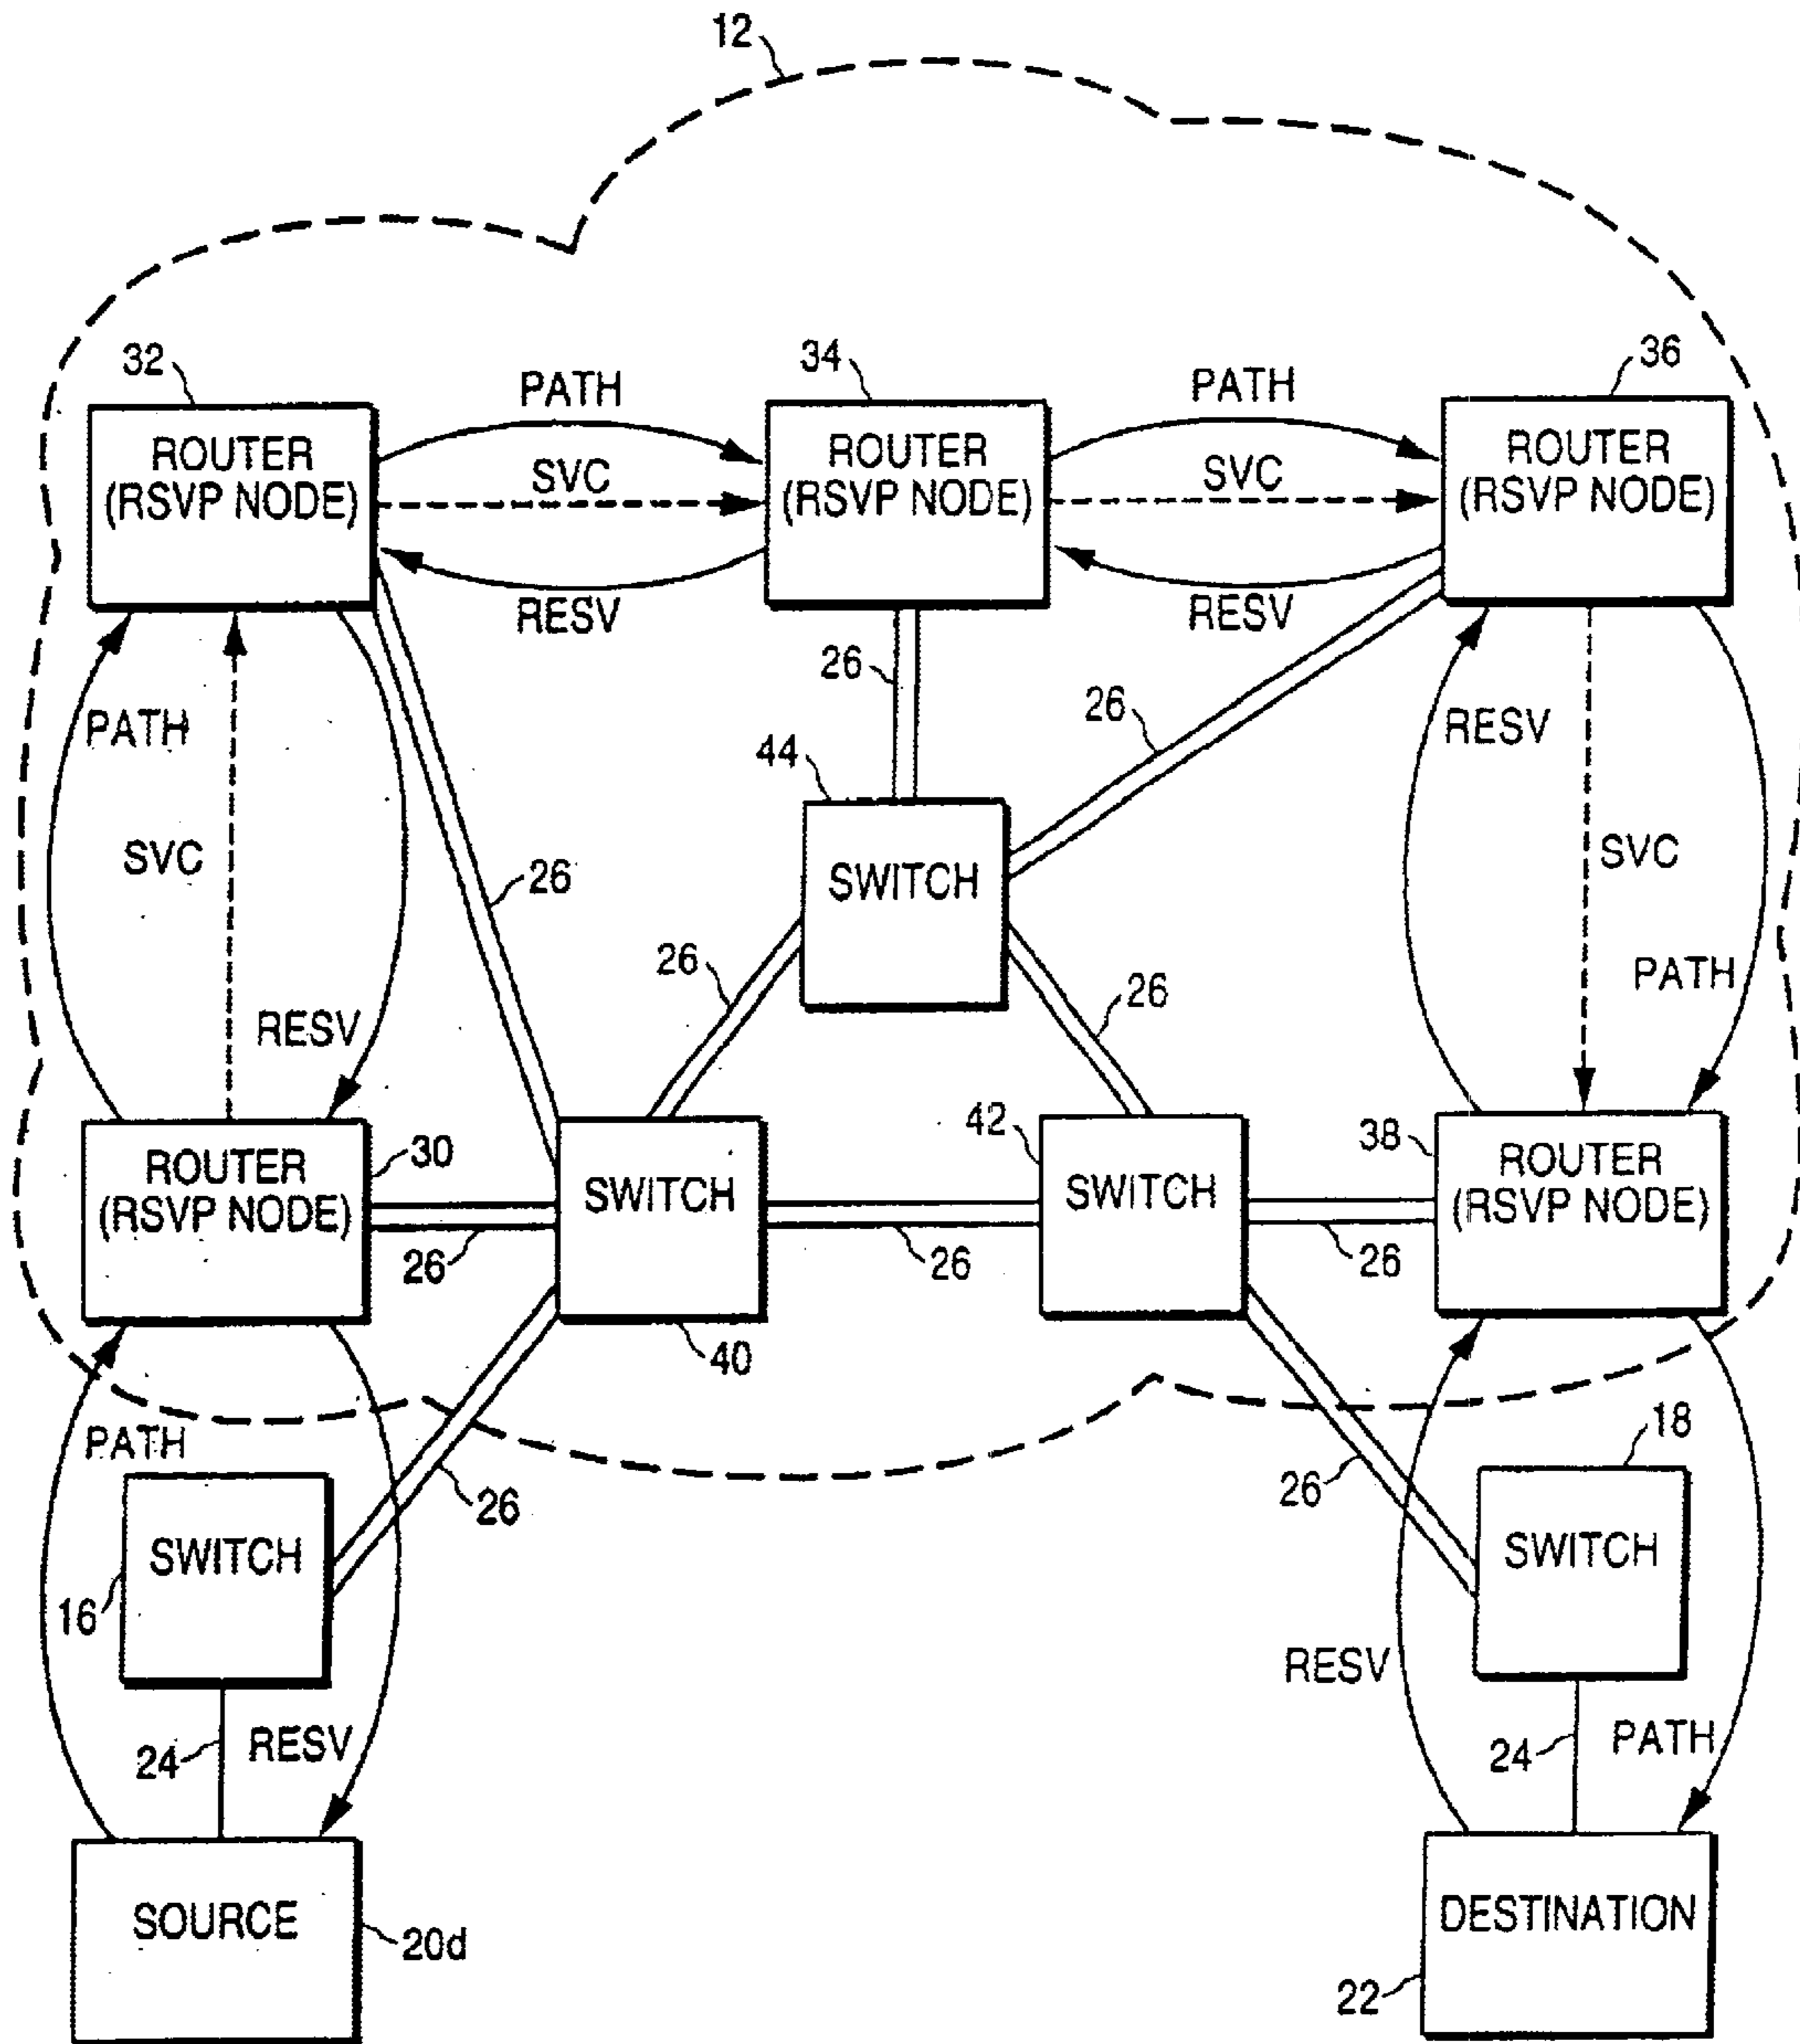 12
32
34
36
PATH
PATH
ROUTER
(RSVP NODE)
SVC
ROUTER
(RSVP NODE)
SVC
ROUTER
(RSVP NODE)
RESV
RESV
26
26
PATH
RESV
44
SVC
26
SWITCH
SVC
26
26
PATH
RESV
42
38
30
ROUTER
(RSVP NODE)
SWITCH
SWITCH
ROUTER
(RSVP NODE)
26
26
26
40
PATH
18
26
26
SWITCH
SWITCH
16
RESV
24
RESV
24
PATH
SOURCE
20d
DESTINATION
22